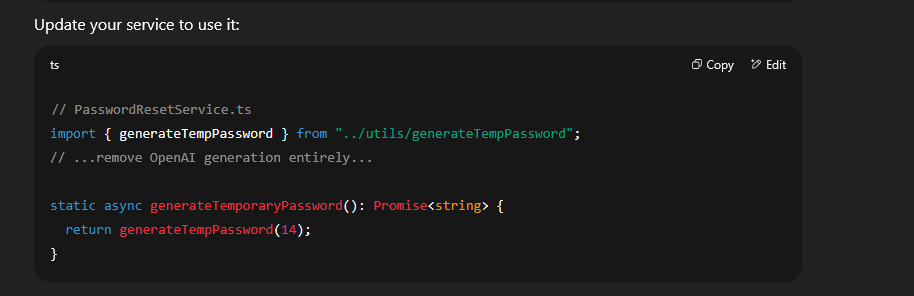 Update your service to use it:
ts
Copy
Edit
// PasswordResetService.ts
import { generateTempPassword } from "../utils/generateTempPassword";
// ...remove OpenAI generation entirely...
static async generateTemporaryPassword(): Promise<string> {
  return generateTempPassword(14);
}